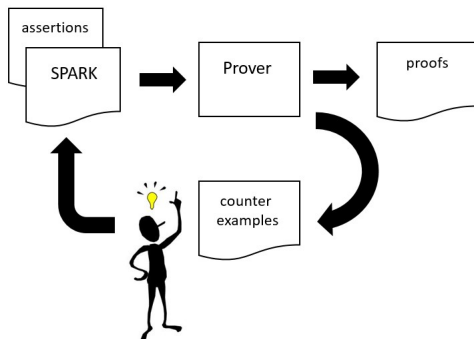 assertions
SPARK
Prover
proofs
counter
examples